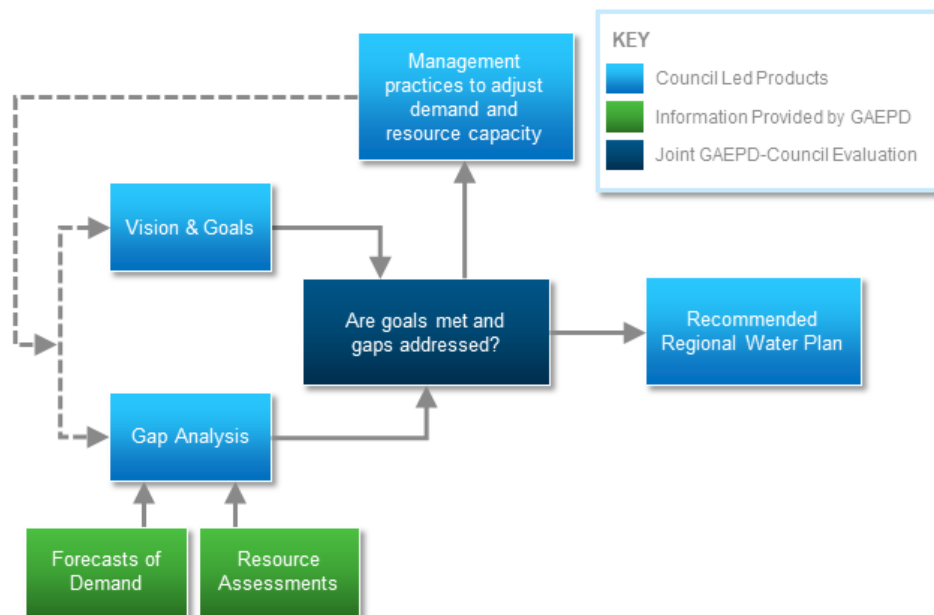 Management
practices to adjust
demand and
resource capacity
KEY
Council Led Products
Information Provided by GAEPD
Joint GAEPD-Council Evaluation
Vision & Goals
Are goals met and
gaps addressed?
Recommended
Regional Water Plan
Gap Analysis
Forecasts of
Demand
Resource
Assessments